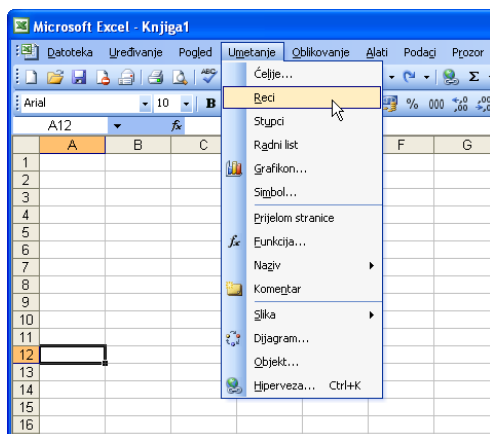 Microsoft Excel - Knjiga1
Datoteka Uređivanje Pogled Umetanje Oblikovanje Alati Podaci Prozor
Arial 10 B % 000
A12 fx
A B C F G
Ćelije...
Reci
Stupci
Radni list
Grafikon...
Simbol...
Prijelom stranice
fx Funkcija...
Naziv
Komentar
Slika
Dijagram...
Objekt...
Hiperveza... Ctrl+K
1
2
3
4
5
6
7
8
9
10
11
12
13
14
15
16